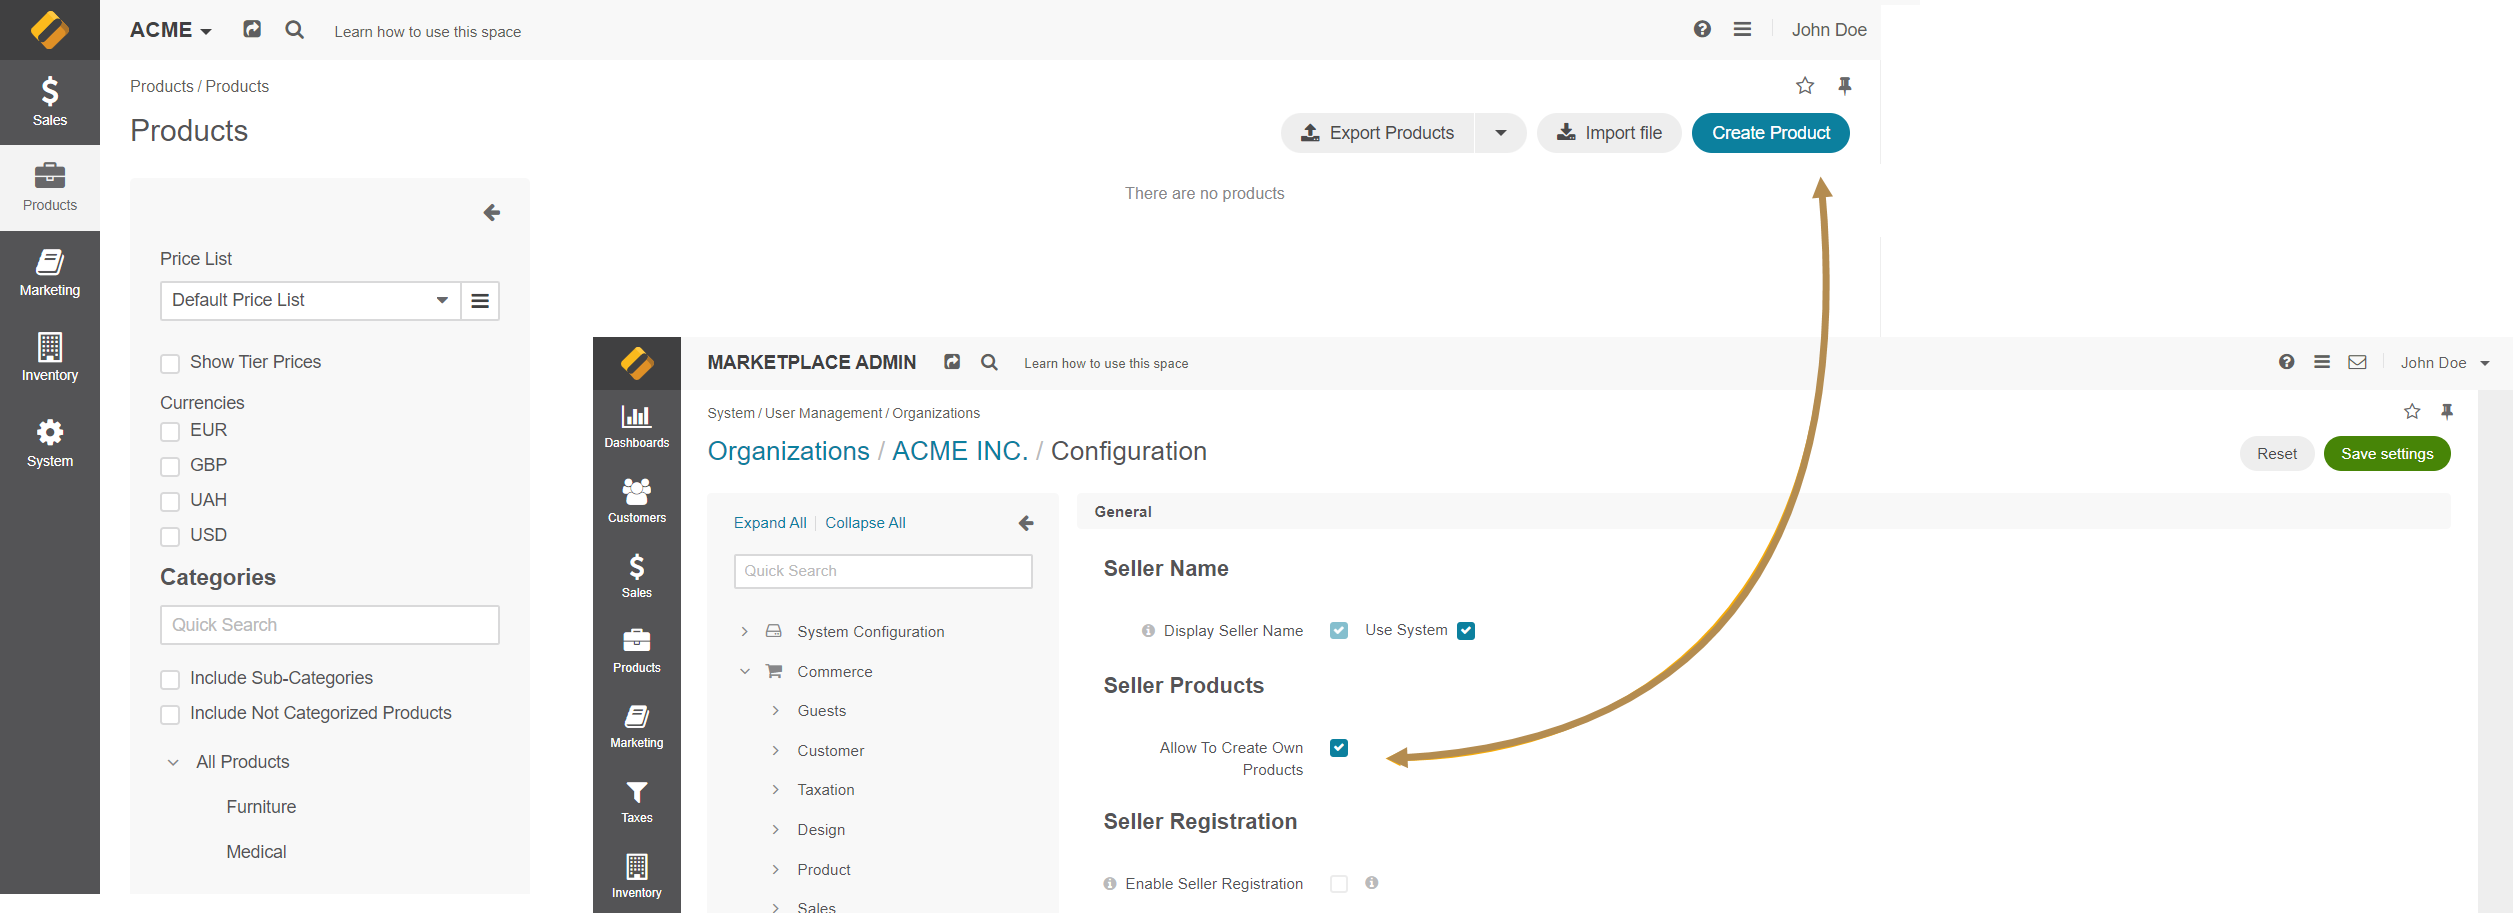 ACME
Learn how to use this space
John Doe
Sales
Products
Marketing
Inventory
System
Products / Products
Products
Export Products
Import file
Create Product
There are no products
Price List
Default Price List
Show Tier Prices
Currencies
EUR
GBP
UAH
USD
Categories
Quick Search
Include Sub-Categories
Include Not Categorized Products
All Products
Furniture
Medical
MARKETPLACE ADMIN
Learn how to use this space
John Doe
Dashboards
Customers
Sales
Products
Marketing
Taxes
Inventory
System / User Management / Organizations
Organizations / ACME INC. / Configuration
Reset
Save settings
Expand All
Collapse All
Quick Search
System Configuration
Commerce
Guests
Customer
Taxation
Design
Product
Sales
General
Seller Name
Display Seller Name
Use System
Seller Products
Allow To Create Own
Products
Seller Registration
Enable Seller Registration